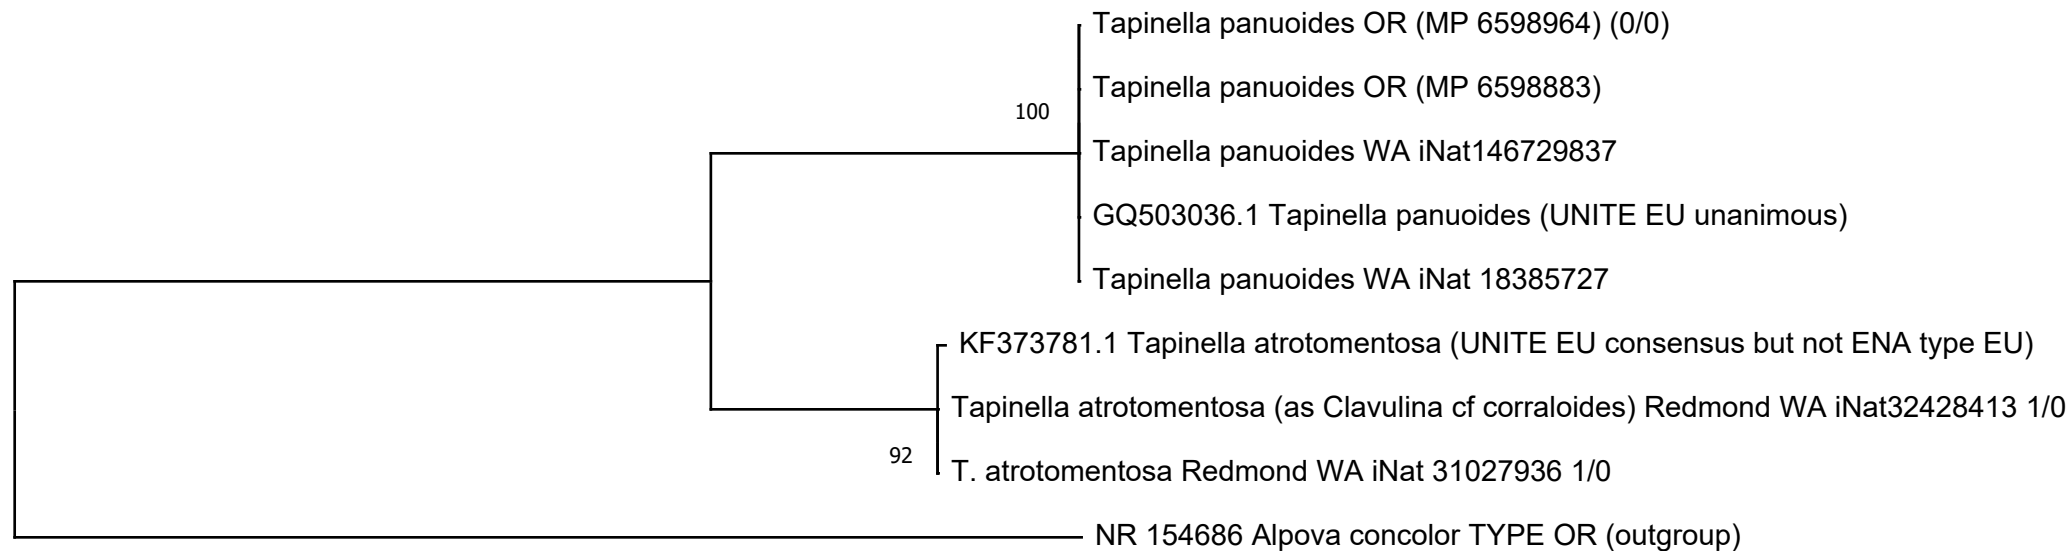 Tapinella panuoides OR (MP 6598964) (0/0)
Tapinella panuoides OR (MP 6598883)
100
Tapinella panuoides WA iNat146729837
GQ503036.1 Tapinella panuoides (UNITE EU unanimous)
Tapinella panuoides WA iNat 18385727
KF373781.1 Tapinella atrotomentosa (UNITE EU consensus but not ENA type EU)
Tapinella atrotomentosa (as Clavulina cf corraloides) Redmond WA iNat32428413 1/0
92
T. atrotomentosa Redmond WA iNat 31027936 1/0
NR 154686 Alpova concolor TYPE OR (outgroup)